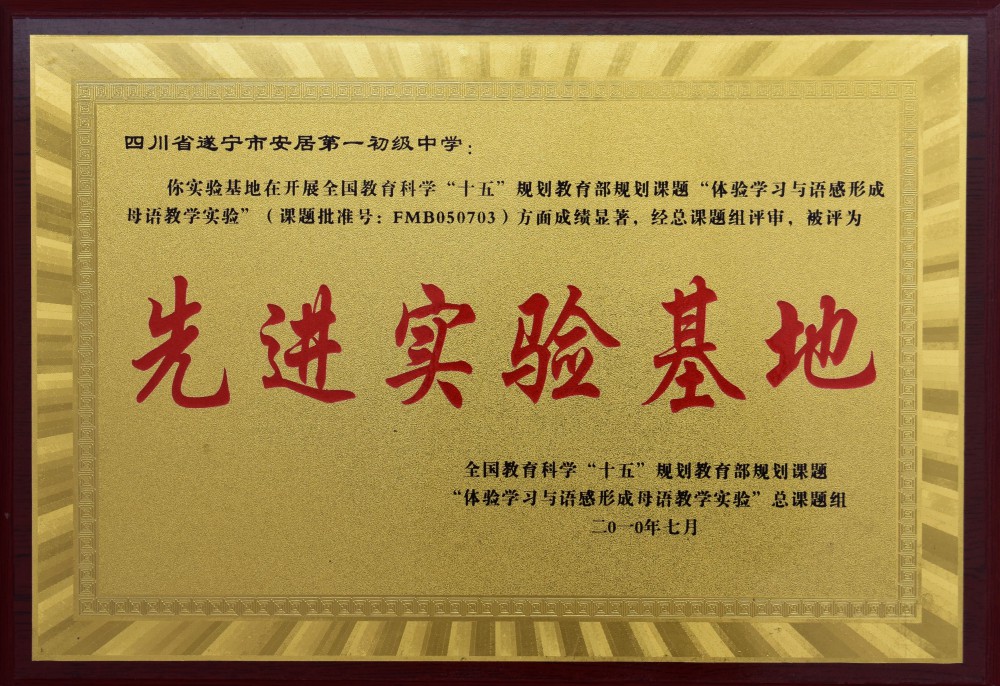 四川省遂宁市安居第一初级中学：
你实验基地在开展全国教育科学“十五”规划教育部规划课题“体验学习与语感形成
母语教学实验”（课题批准号：FMB050703）方面成绩显著，经总课题组评审，被评为
先进实验基地
全国教育科学“十五”规划教育部规划课题
“体验学习与语感形成母语教学实验”总课题组
二0一0年七月